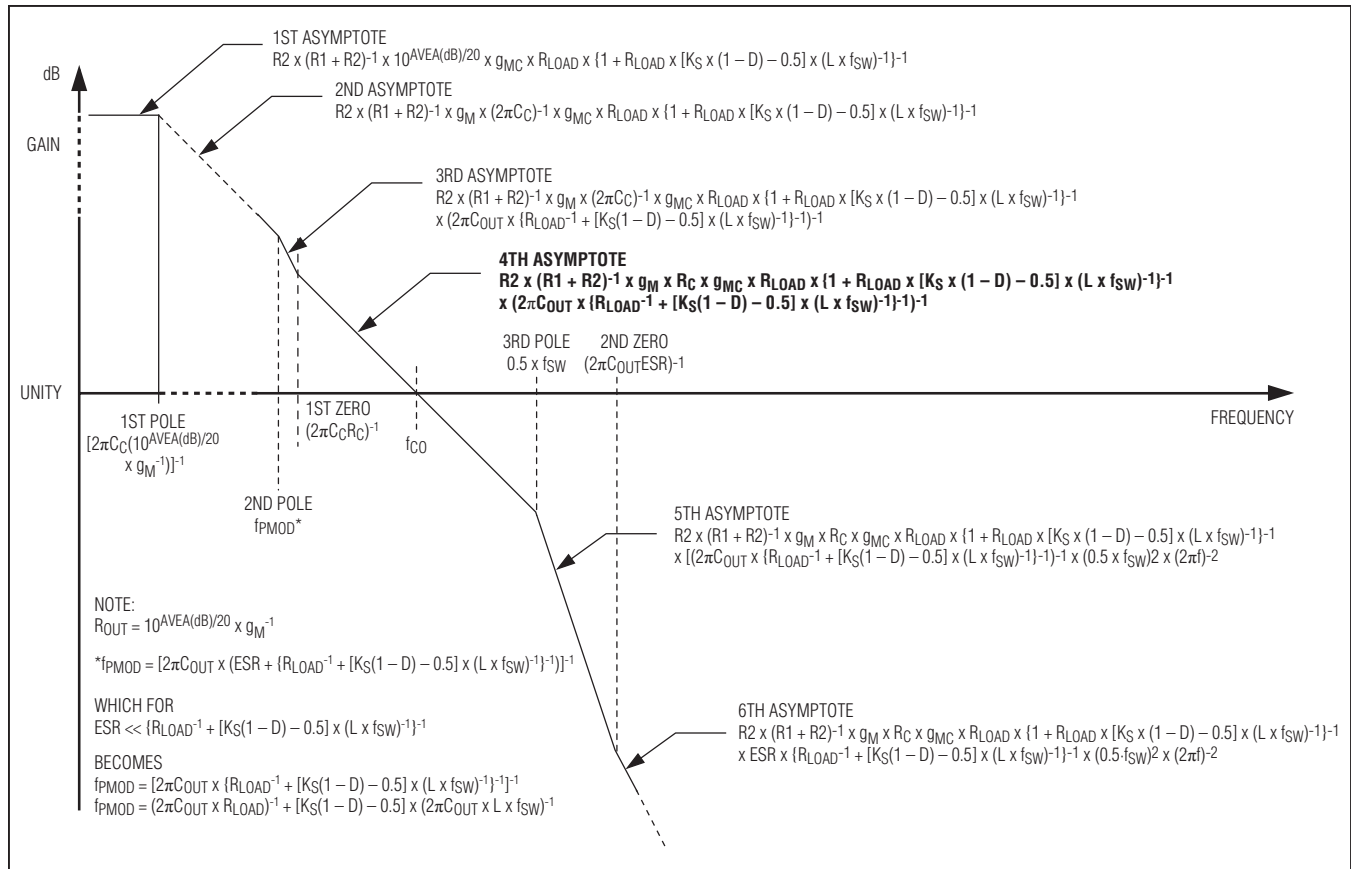 1ST ASYMPTOTE
R2 x (R1 + R2)-1 x 10AVEA(dB)/20 x gMC x RLOAD x {1 + RLOAD x [KS x (1 – D) – 0.5] x (L x fSW)-1}-1
dB
2ND ASYMPTOTE
R2 x (R1 + R2)-1 x gM x (2πCC)-1 x gMC x RLOAD x {1 + RLOAD x [KS x (1 – D) – 0.5] x (L x fSW)-1}-1
GAIN
3RD ASYMPTOTE
R2 x (R1 + R2)-1 x gM x (2πCC)-1 x gMC x RLOAD x {1 + RLOAD x [KS x (1 – D) – 0.5] x (L x fSW)-1}-1
x (2πCOUT x {RLOAD-1 + [KS(1 – D) – 0.5] x (L x fSW)-1}-1)-1
4TH ASYMPTOTE
R2 x (R1 + R2)-1 x gM x RC x gMC x RLOAD x {1 + RLOAD x [KS x (1 – D) – 0.5] x (L x fSW)-1}-1
x (2πCOUT x {RLOAD-1 + [KS(1 – D) – 0.5] x (L x fSW)-1}-1)-1
3RD POLE
0.5 x fSW
2ND ZERO
(2πCOUTESR)-1
UNITY
1ST POLE
[2πCC(10AVEA(dB)/20
x gM-1)]-1
1ST ZERO
(2πCCRC)-1
fCO
FREQUENCY
2ND POLE
fPMOD*
5TH ASYMPTOTE
R2 x (R1 + R2)-1 x gM x RC x gMC x RLOAD x {1 + RLOAD x [KS x (1 – D) – 0.5] x (L x fSW)-1}-1
x [(2πCOUT x {RLOAD-1 + [KS(1 – D) – 0.5] x (L x fSW)-1}-1)-1 x (0.5 x fSW)2 x (2πf)-2
NOTE:
ROUT = 10AVEA(dB)/20 x gM-1
*fPMOD = [2πCOUT x (ESR + {RLOAD-1 + [KS(1 – D) – 0.5] x (L x fSW)-1}-1)]-1
WHICH FOR
ESR << {RLOAD-1 + [KS(1 – D) – 0.5] x (L x fSW)-1}-1
BECOMES
fPMOD = [2πCOUT x {RLOAD-1 + [KS(1 – D) – 0.5] x (L x fSW)-1}-1]-1
fPMOD = (2πCOUT x RLOAD)-1 + [KS(1 – D) – 0.5] x (2πCOUT x L x fSW)-1
6TH ASYMPTOTE
R2 x (R1 + R2)-1 x gM x RC x gMC x RLOAD x {1 + RLOAD x [KS x (1 – D) – 0.5] x (L x fSW)-1}-1
x ESR x {RLOAD-1 + [KS(1 – D) – 0.5] x (L x fSW)-1}-1 x (0.5·fSW)2 x (2πf)-2